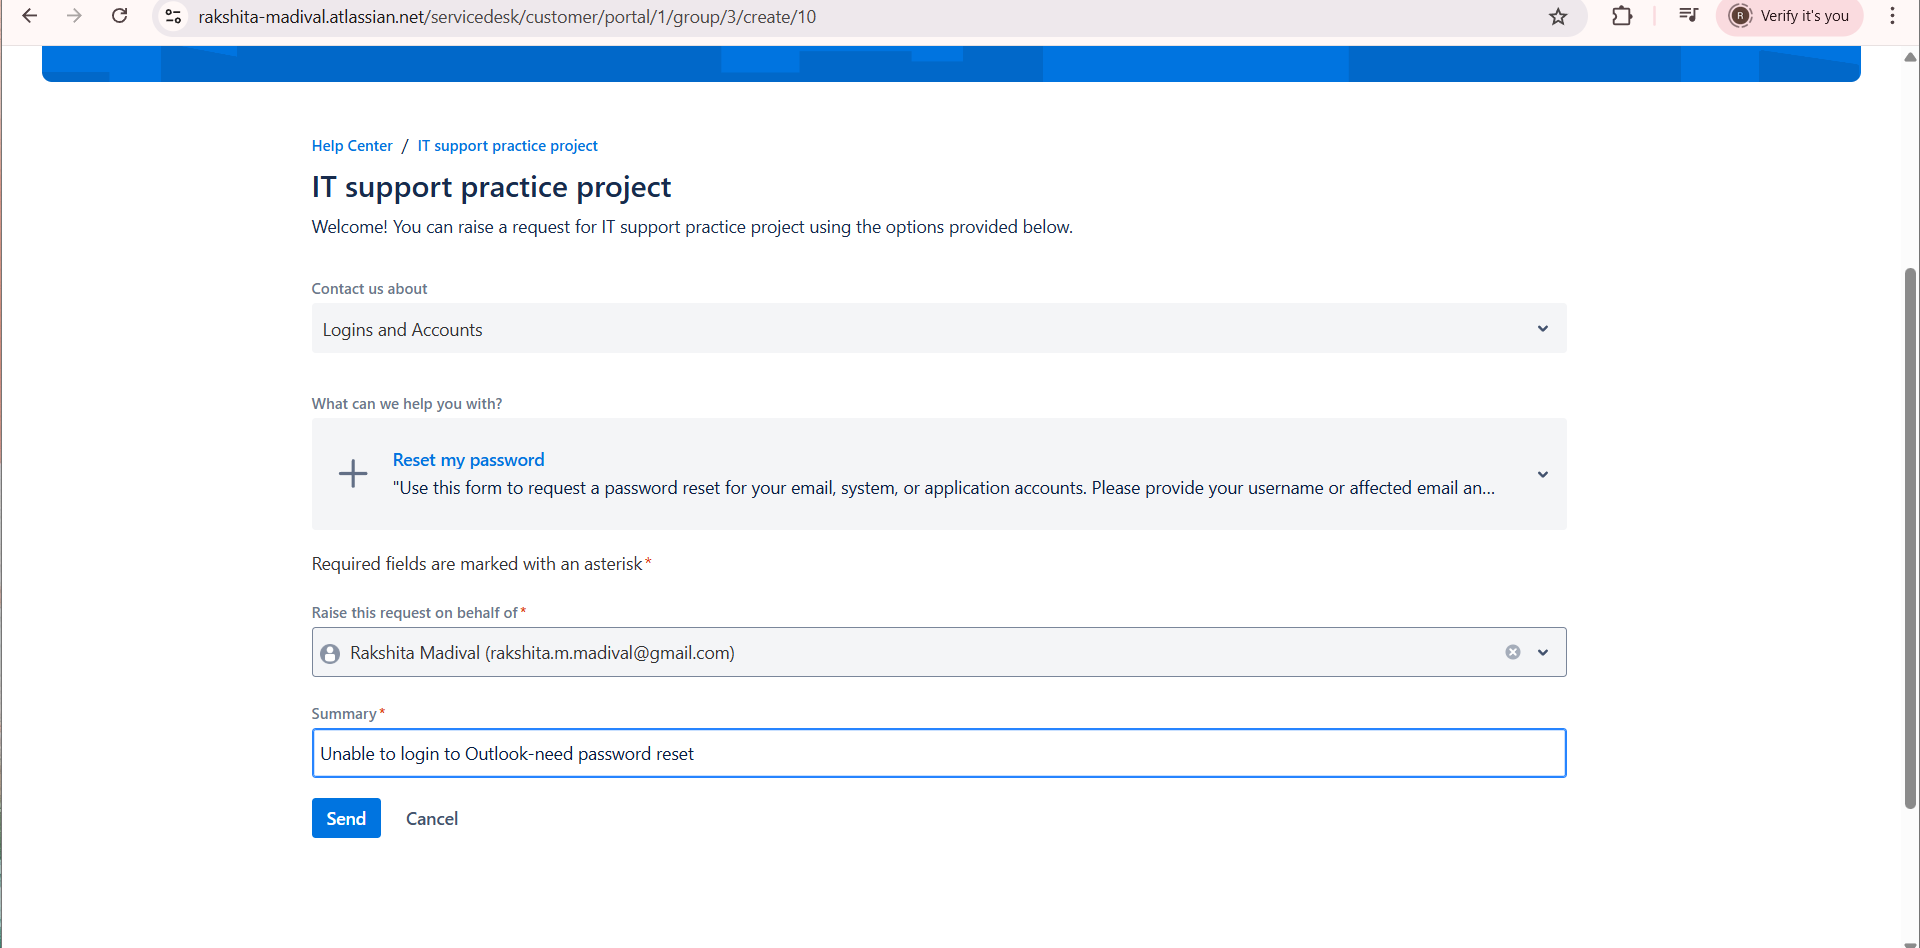 rakshita-madival.atlassian.net/servicedesk/customer/portal/1/group/3/create/10
R
Verify it's you
Help Center / IT support practice project
IT support practice project
Welcome! You can raise a request for IT support practice project using the options provided below.
Contact us about
Logins and Accounts
What can we help you with?
Reset my password
"Use this form to request a password reset for your email, system, or application accounts. Please provide your username or affected email an...
Required fields are marked with an asterisk*
Raise this request on behalf of*
Rakshita Madival (rakshita.m.madival@gmail.com)
Summary*
Unable to login to Outlook-need password reset
Send Cancel